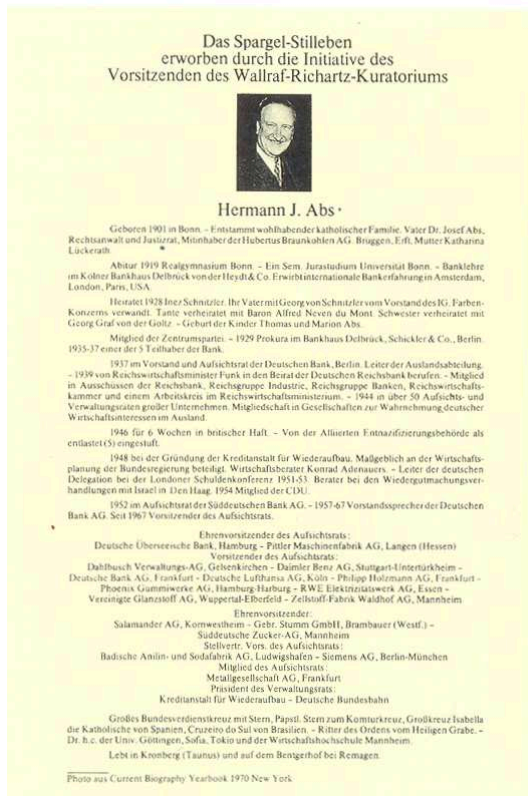 Das Spargel-Stilleben
erworben durch die Initiative des
Vorsitzenden des Wallraf-Richartz-Kuratoriums
Hermann J. Abs *
Geboren 1901 in Bonn. – Entstammt wohlhabender katholischer Familie. Vater Dr. Josef Abs,
Rechtsanwalt und Justizrat, Mitinhaber der Hubertus Braunkohlen AG. Brüggen, Erft. Mutter Katharina
Lückerath.
Abitur 1919 Realgymnasium Bonn. – Ein Sem. Jurastudium Universität Bonn. – Banklehre
im Kölner Bankhaus Delbrück von der Heydt & Co. Erwirbt internationale Bankerfahrung in Amsterdam,
London, Paris, USA.
Heiratet 1928 Inez Schnitzler. Ihr Vater mit Georg von Schnitzler vom Vorstand des IG. Farben-
Konzerns verwandt. Tante verheiratet mit Baron Alfred Neven du Mont. Schwester verheiratet mit
Georg Graf von der Goltz. – Geburt der Kinder Thomas und Marion Abs.
Mitglied der Zentrumspartei. – 1929 Prokura im Bankhaus Delbrück, Schickler & Co., Berlin.
1935-37 einer der 5 Teilhaber der Bank.
1937 im Vorstand und Aufsichtsrat der Deutschen Bank, Berlin. Leiter der Auslandsabteilung.
– 1939 von Reichswirtschaftsminister Funk in den Beirat der Deutschen Reichsbank berufen. – Mitglied
in Ausschüssen der Reichsbank, Reichsgruppe Industrie, Reichsgruppe Banken, Reichswirtschafts-
kammer und einem Arbeitskreis im Reichswirtschaftsministerium. – 1944 in über 50 Aufsichts- und
Verwaltungsräten großer Unternehmen. Mitgliedschaft in Gesellschaften zur Wahrnehmung deutscher
Wirtschaftsinteressen im Ausland.
1946 für 6 Wochen in britischer Haft. – Von der Alliierten Entnazifizierungsbehörde als
entlastet (5) eingestuft.
1948 bei der Gründung der Kreditanstalt für Wiederaufbau. Maßgeblich an der Wirtschafts-
planung der Bundesregierung beteiligt. Wirtschaftsberater Konrad Adenauers. – Leiter der deutschen
Delegation bei der Londoner Schuldenkonferenz 1951-53. Berater bei den Wiedergutmachungsver-
handlungen mit Israel in Den Haag. 1954 Mitglied der CDU.
1952 im Aufsichtsrat der Süddeutschen Bank AG. – 1957-67 Vorstandssprecher der Deutschen
Bank AG. Seit 1967 Vorsitzender des Aufsichtsrats.
Ehrenvorsitzender des Aufsichtsrats:
Deutsche Überseeische Bank, Hamburg – Pittler Maschinenfabrik AG, Langen (Hessen)
Vorsitzender des Aufsichtsrats:
Dahlbusch Verwaltungs-AG, Gelsenkirchen – Daimler Benz AG, Stuttgart-Untertürkheim –
Deutsche Bank AG, Frankfurt – Deutsche Lufthansa AG, Köln – Philipp Holzmann AG, Frankfurt –
Phoenix Gummiwerke AG, Hamburg-Harburg – RWE Elektrizitätswerk AG, Essen –
Vereinigte Glanzstoff AG, Wuppertal-Elberfeld – Zellstoff-Fabrik Waldhof AG, Mannheim
Ehrenvorsitzender:
Salamander AG, Kornwestheim – Gebr. Stumm GmbH, Brambauer (Westf.) –
Süddeutsche Zucker-AG, Mannheim
Stellvertr. Vors. des Aufsichtsrats:
Badische Anilin- und Sodafabrik AG, Ludwigshafen – Siemens AG, Berlin-München
Mitglied des Aufsichtsrats:
Metallgesellschaft AG, Frankfurt
Präsident des Verwaltungsrats:
Kreditanstalt für Wiederaufbau – Deutsche Bundesbahn
Großes Bundesverdienstkreuz mit Stern, Päpstl. Stern zum Komturkreuz, Großkreuz Isabella
die Katholische von Spanien, Cruzeiro do Sul von Brasilien. – Ritter des Ordens vom Heiligen Grabe. –
Dr. h.c. der Univ. Göttingen, Sofia, Tokio und der Wirtschaftshochschule Mannheim.
Lebt in Kronberg (Taunus) und auf dem Bentgerhof bei Remagen.
Photo aus Current Biography Yearbook 1970 New York